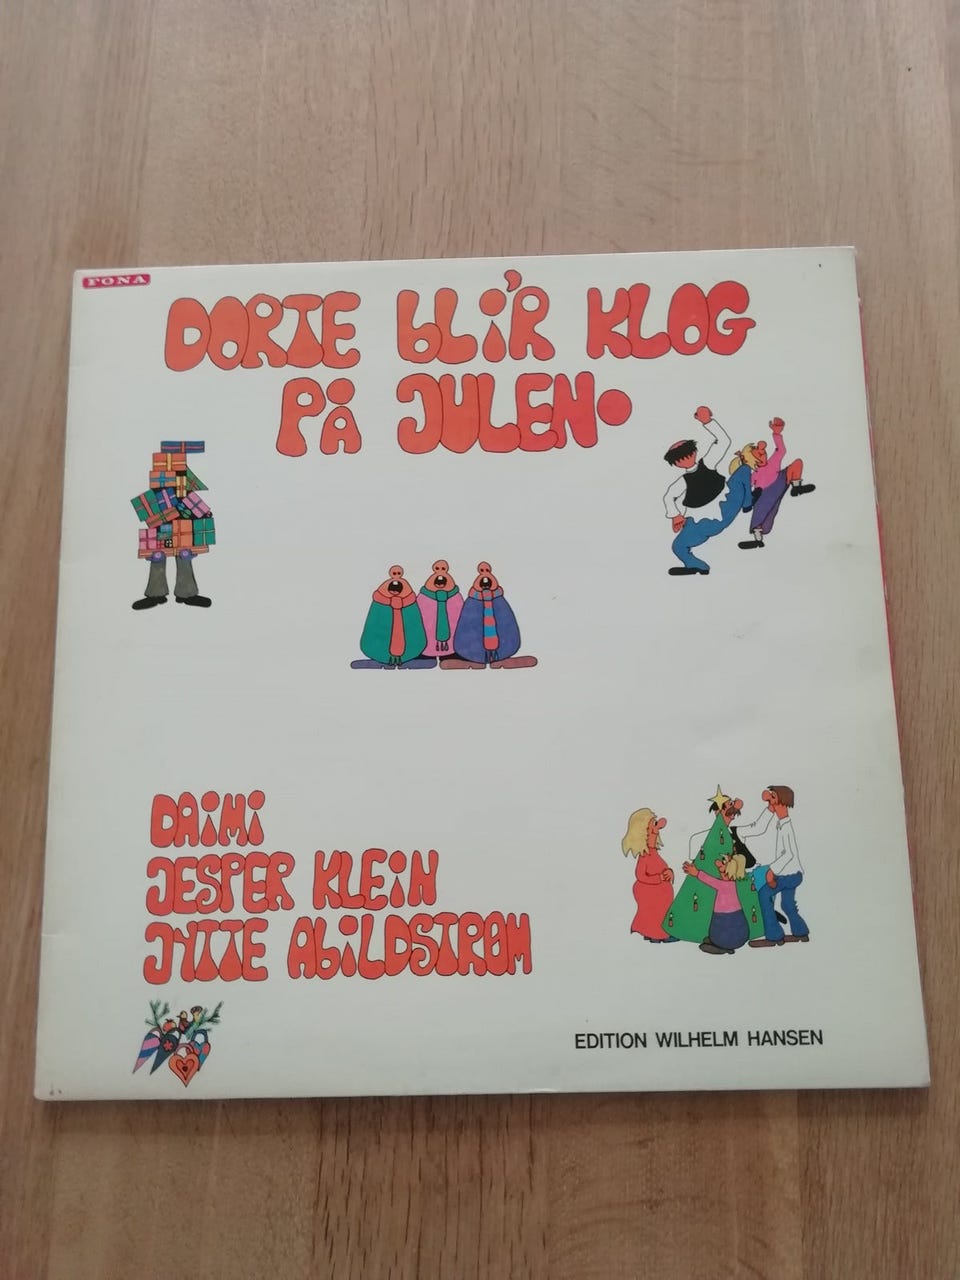 FONA
DORTE bLi'R KLOG
PÅ JULEN.
DAiMi
JESPER KLEiN
JYTTE AbiLDSTRØM
EDITION WILHELM HANSEN